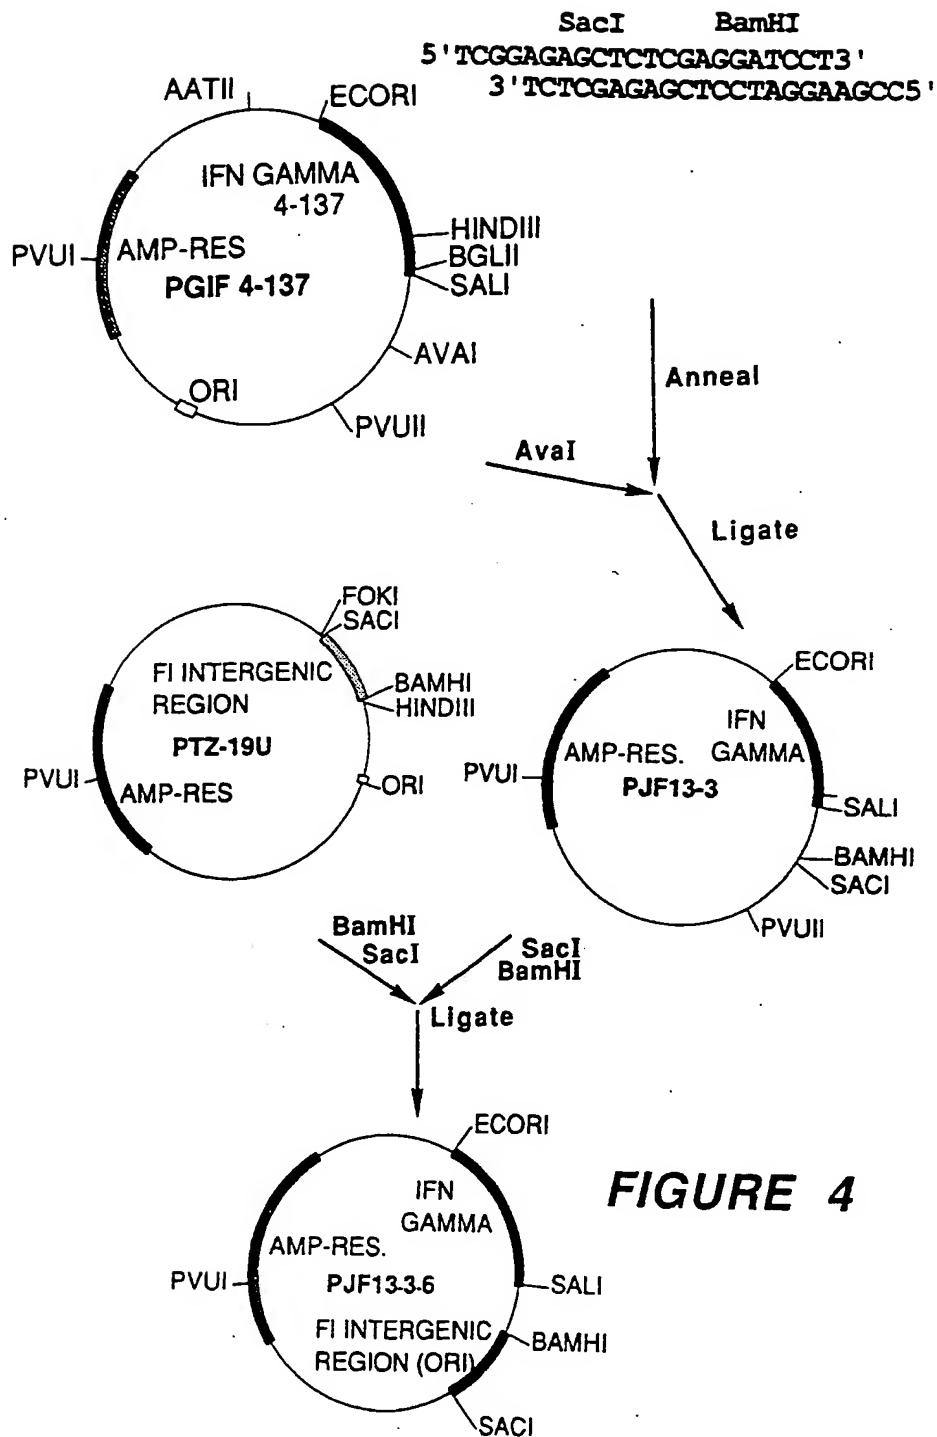 SacI BamHI
5'TCGGAGAGCTCTCGAGGATCCT3'
3'TCTCGAGAGCTCCTAGGAAGCC5'
AATII
ECORI
IFN GAMMA
4-137
HINDIII
BGLII
SALI
PVUI
AMP-RES
PGIF 4-137
AVAI
ORI
PVUII
Anneal
AvaI
Ligate
FOKI
SACI
FI INTERGENIC
REGION
BAMHI
HINDIII
PTZ-19U
PVUI
AMP-RES
ORI
ECORI
IFN
GAMMA
AMP-RES.
PVUI
PJF13-3
SALI
BAMHI
SACI
PVUII
BamHI
SacI
SacI
BamHI
Ligate
ECORI
IFN
GAMMA
AMP-RES.
PVUI
PJF13-3-6
SALI
FI INTERGENIC
REGION (ORI)
BAMHI
SACI
FIGURE 4